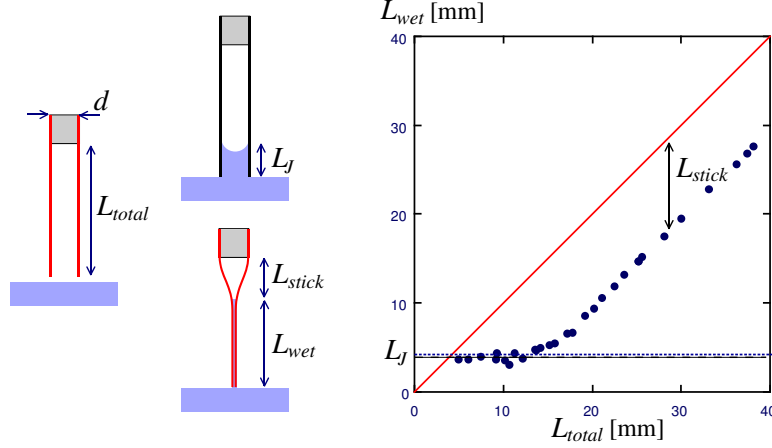 d
L_total
L_J
L_stick
L_wet
L_wet [mm]
40
30
20
10
0
L_J
L_stick
0 10 20 30 40
L_total [mm]